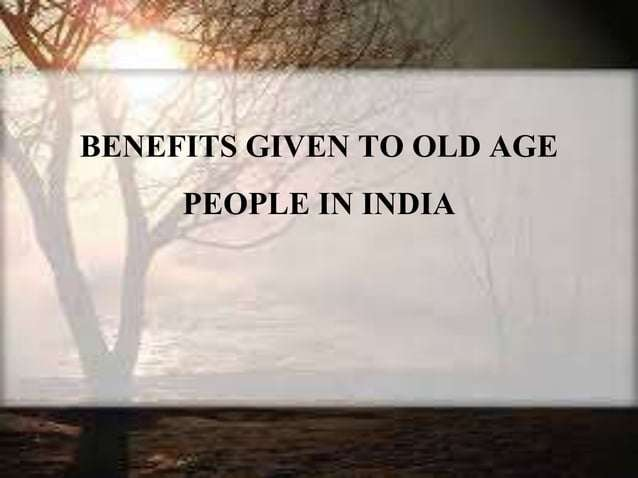 BENEFITS GIVEN TO OLD AGE
PEOPLE IN INDIA